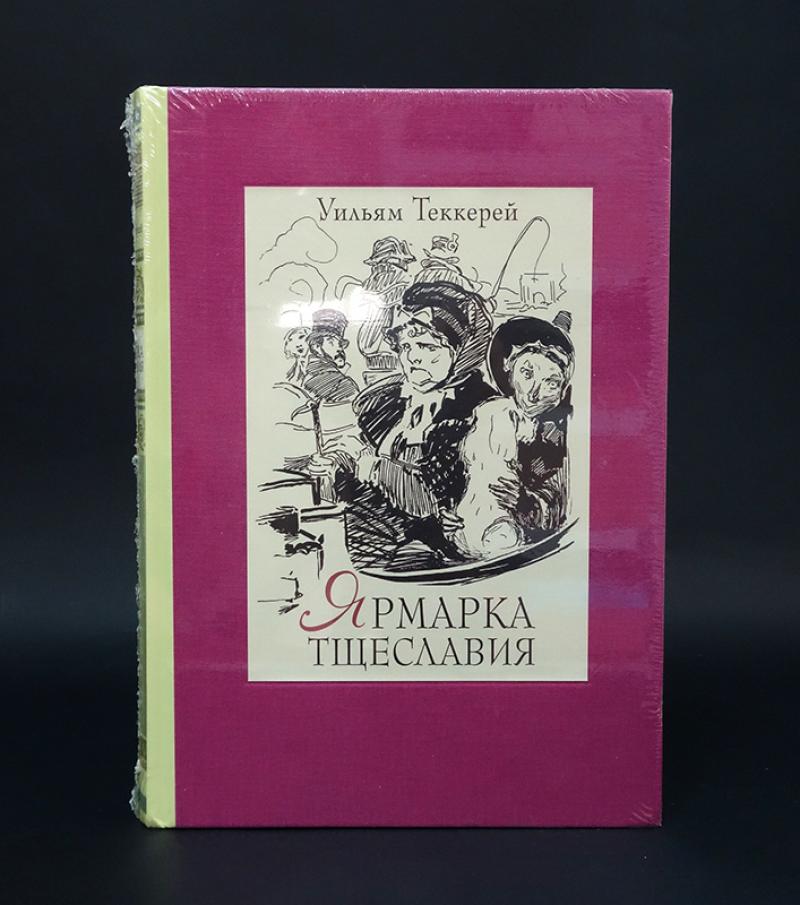 Уильям Теккерей
Ярмарка
тщеславия